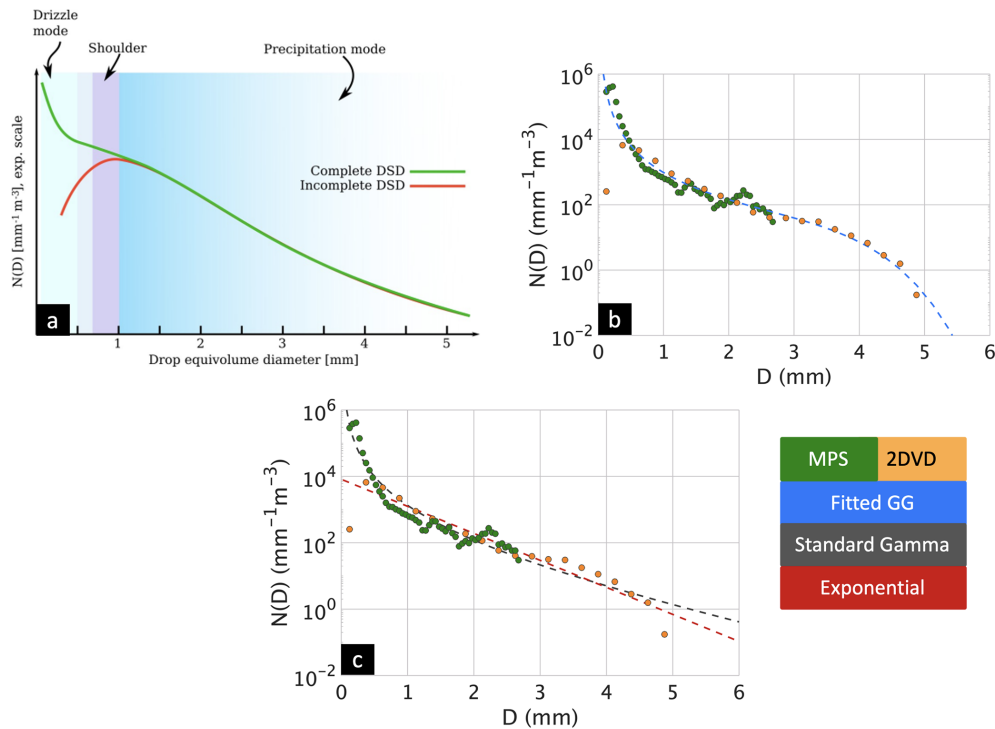 Drizzle
mode
Shoulder
Precipitation mode
N(D) [mm⁻¹ m⁻³], exp. scale
Complete DSD
Incomplete DSD
a
1
2
3
4
5
Drop equivolume diameter [mm]
N(D) (mm⁻¹m⁻³)
10⁶
10⁴
10²
10⁰
10⁻²
b
0
1
2
3
4
5
6
D (mm)
N(D) (mm⁻¹m⁻³)
10⁶
10⁴
10²
10⁰
10⁻²
c
0
1
2
3
4
5
6
D (mm)
MPS
2DVD
Fitted GG
Standard Gamma
Exponential